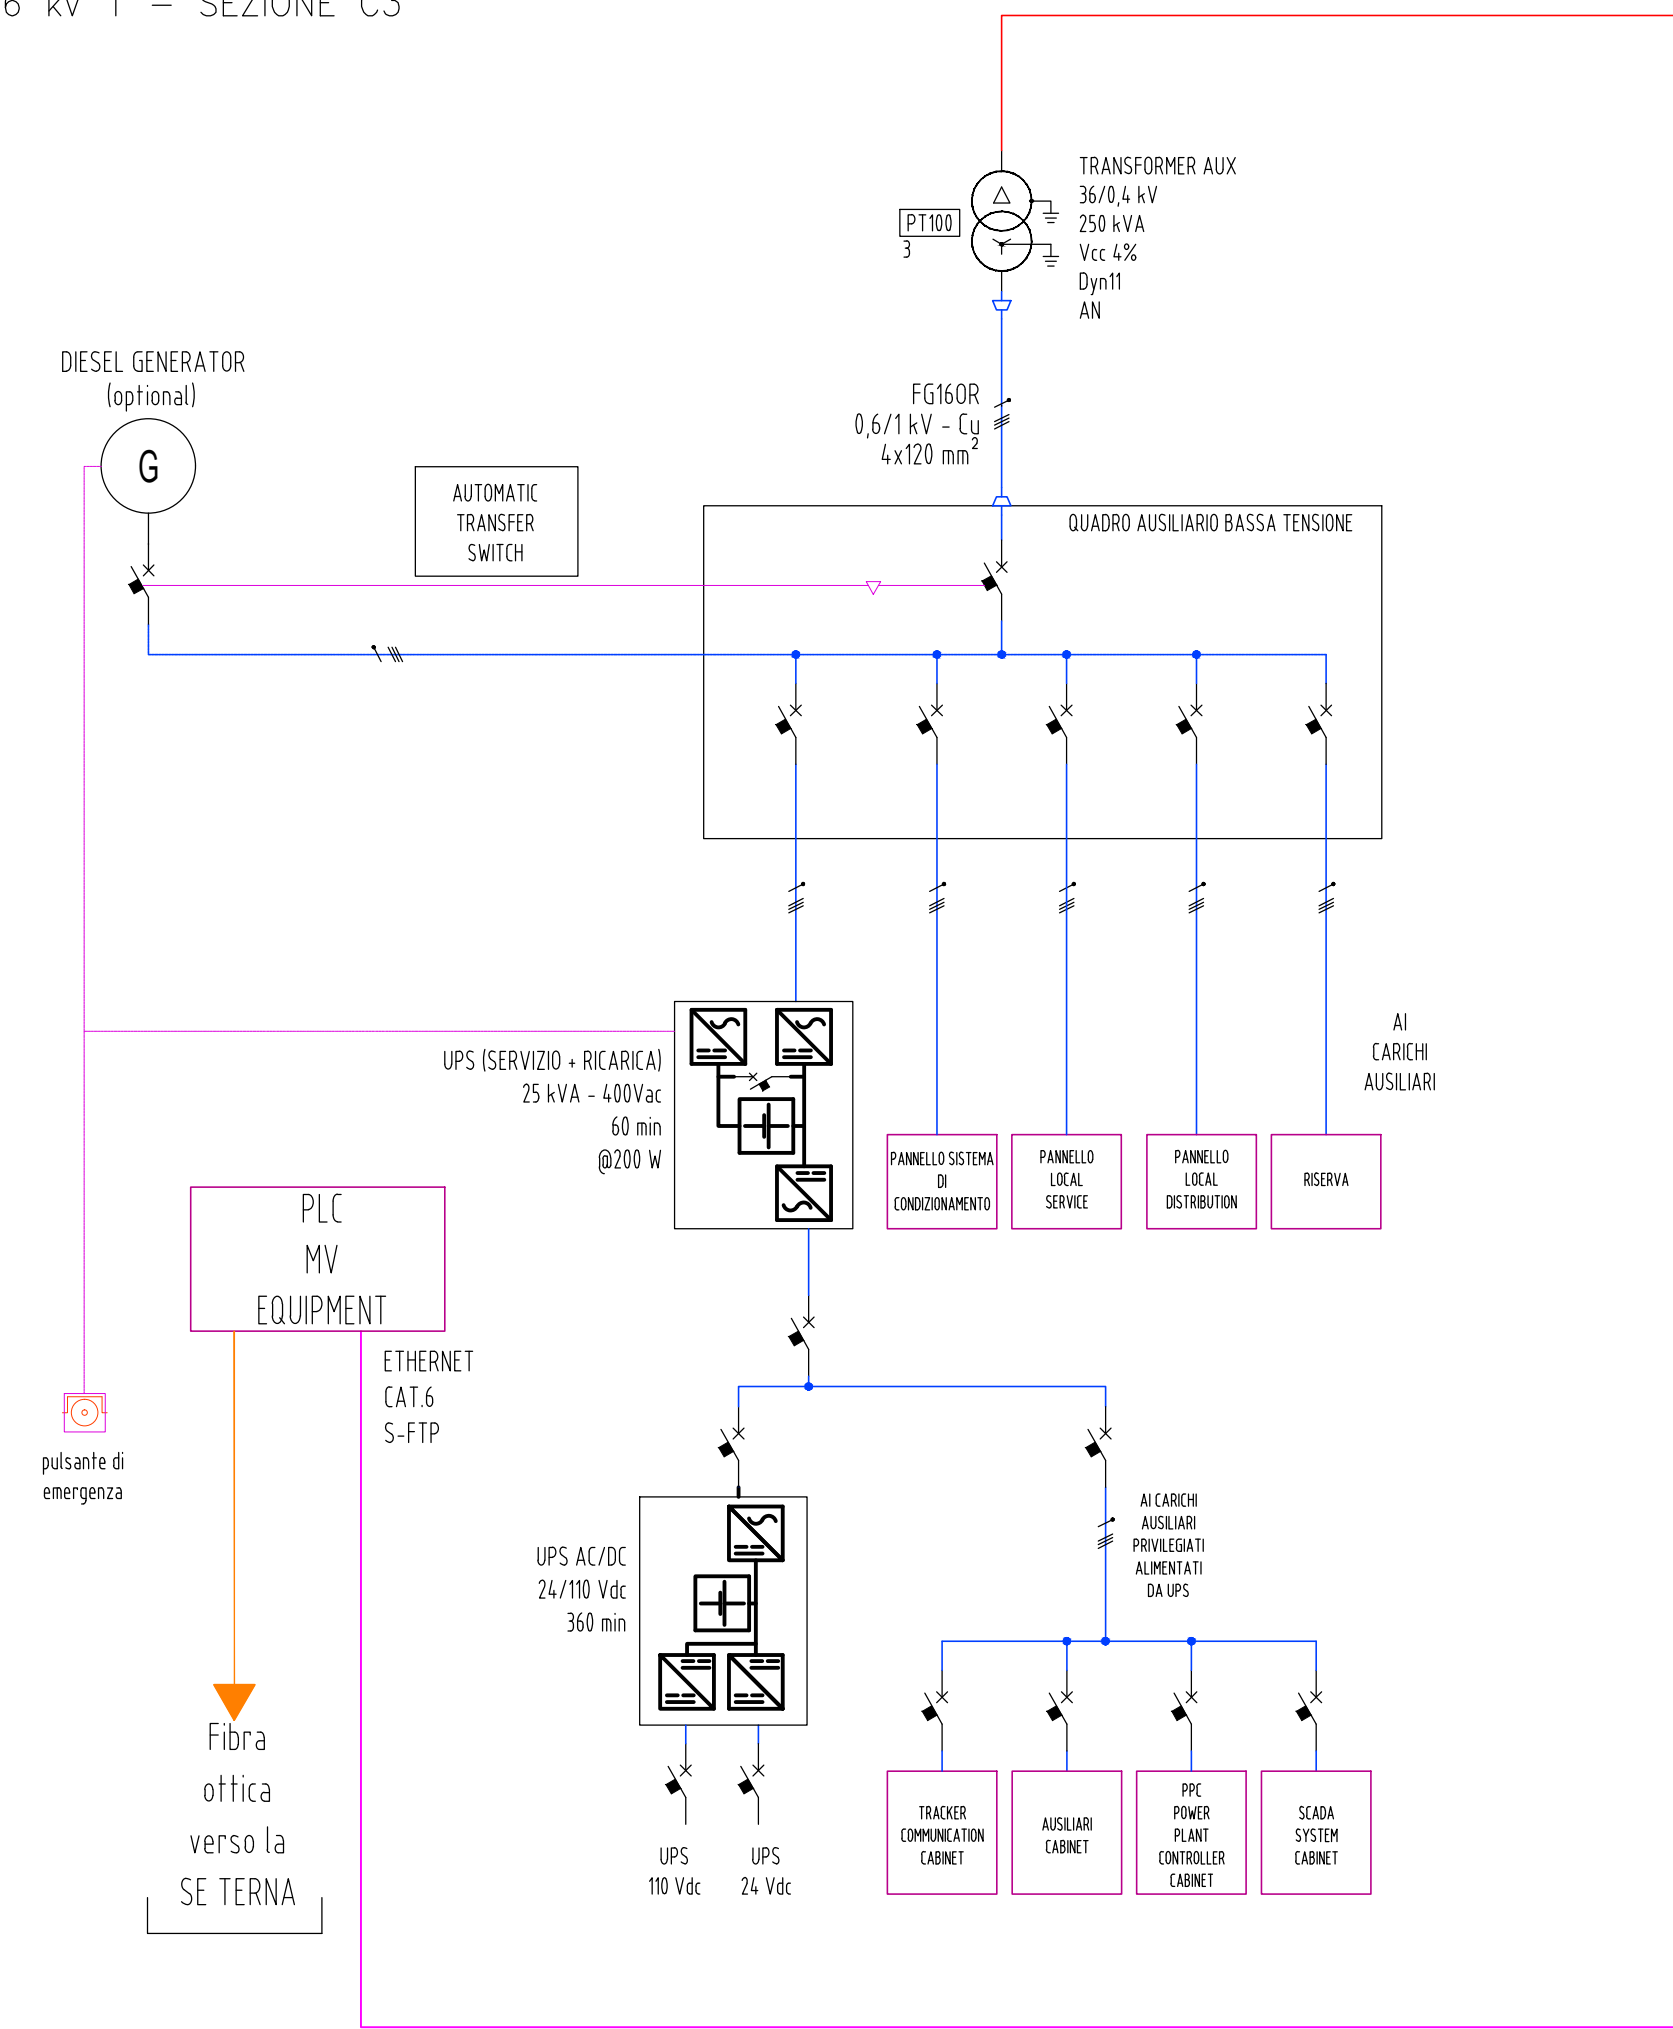 6 kV 1 - SEZIONE C3
TRANSFORMER AUX
36/0,4 kV
250 kVA
Vcc 4%
Dyn11
AN
PT100
3
DIESEL GENERATOR
(optional)
G
FG16OR
0,6/1 kV - Cu
4x120 mm²
AUTOMATIC
TRANSFER
SWITCH
QUADRO AUSILIARIO BASSA TENSIONE
AI
CARICHI
AUSILIARI
UPS (SERVIZIO + RICARICA)
25 kVA - 400Vac
60 min
@200 W
PANNELLO SISTEMA
DI
CONDIZIONAMENTO
PANNELLO
LOCAL
SERVICE
PANNELLO
LOCAL
DISTRIBUTION
RISERVA
PLC
MV
EQUIPMENT
ETHERNET
CAT.6
S-FTP
pulsante di
emergenza
UPS AC/DC
24/110 Vdc
360 min
AI CARICHI
AUSILIARI
PRIVILEGIATI
ALIMENTATI
DA UPS
Fibra
ottica
verso la
SE TERNA
UPS
110 Vdc
UPS
24 Vdc
TRACKER
COMMUNICATION
CABINET
AUSILIARI
CABINET
PPC
POWER
PLANT
CONTROLLER
CABINET
SCADA
SYSTEM
CABINET